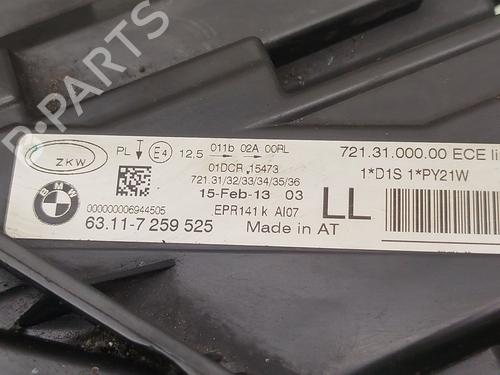 B-PARTS
ZKW
PL E4 12,5 011b 02A 00RL
01DCR 15473
721.31/32/33/34/35/36
15-Feb-13 03
000000006944505 EPR141 k AI07
63.11-7 259 525 Made in AT
BMW
721.31.000.00 ECE li
1*D1S 1*PY21W
LL